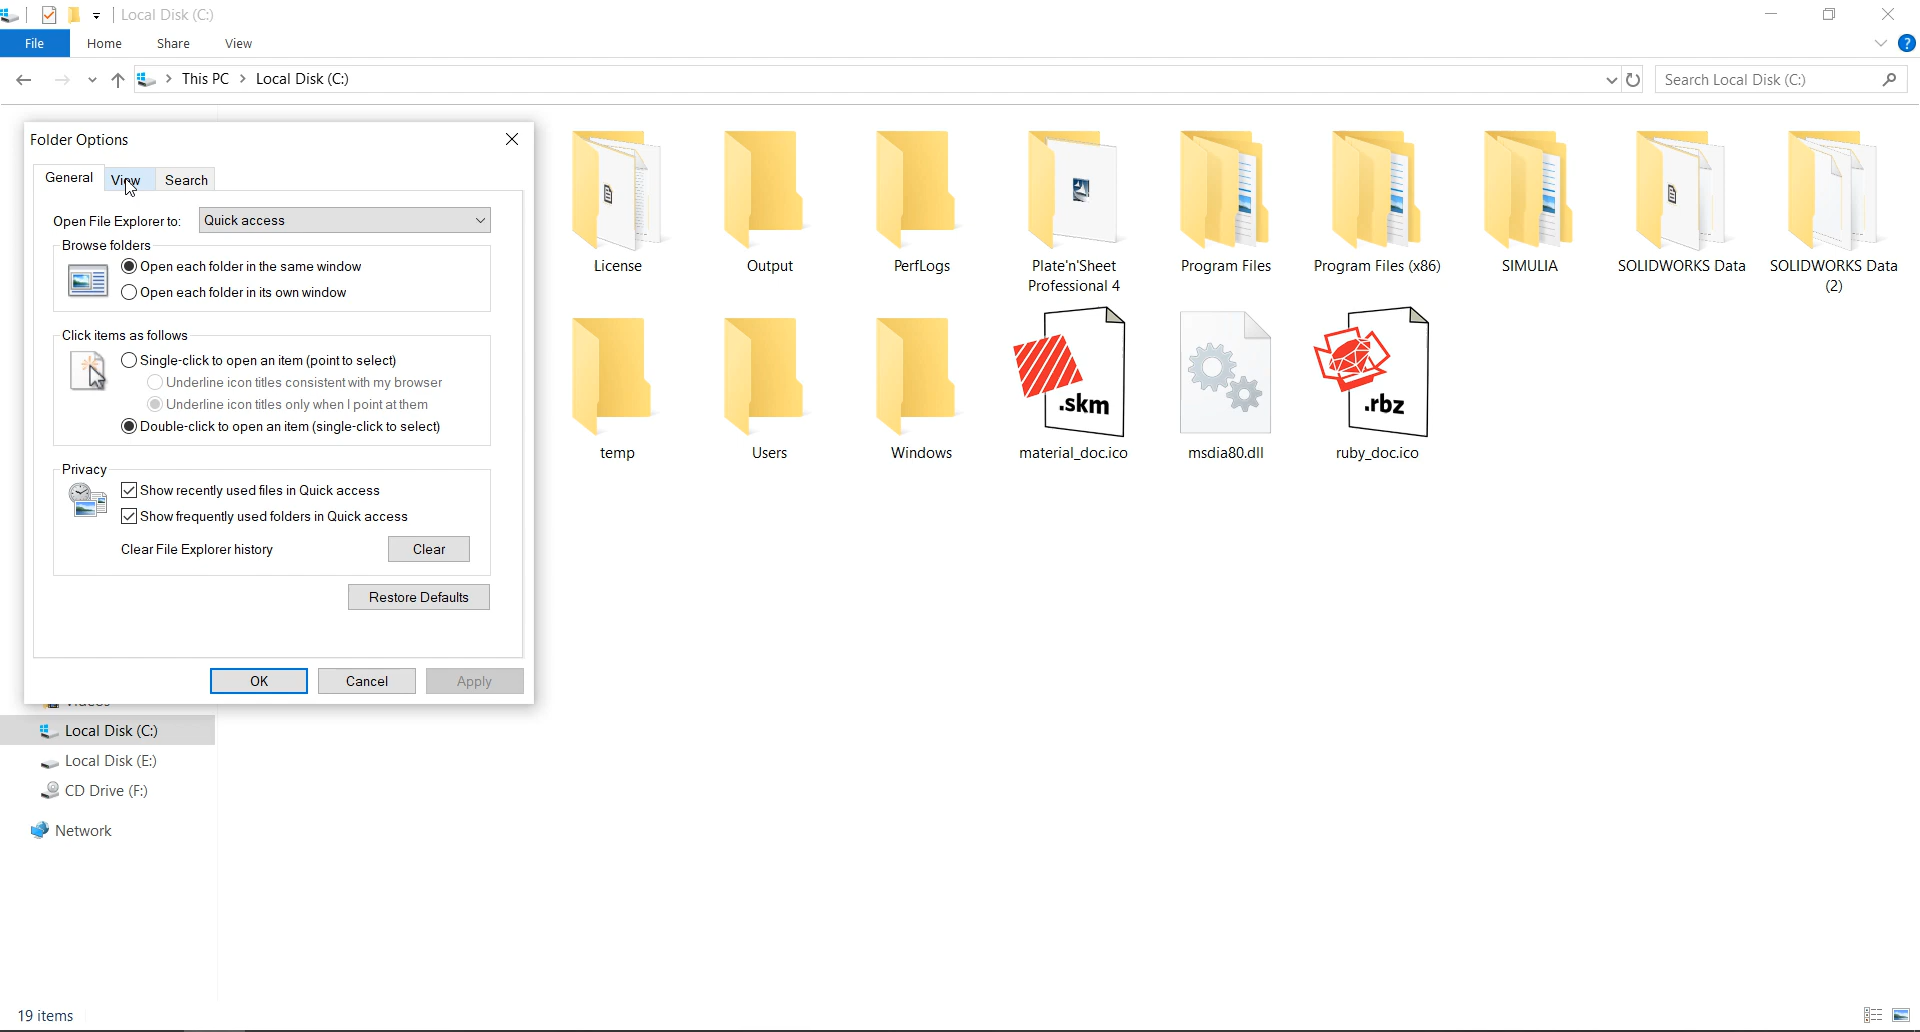 Local Disk (C:)
File Home Share View
This PC > Local Disk (C:)
Search Local Disk (C:)
Folder Options
General View Search
Open File Explorer to: Quick access
Browse folders
Open each folder in the same window
Open each folder in its own window
Click items as follows
Single-click to open an item (point to select)
Underline icon titles consistent with my browser
Underline icon titles only when I point at them
Double-click to open an item (single-click to select)
Privacy
Show recently used files in Quick access
Show frequently used folders in Quick access
Clear File Explorer history Clear
Restore Defaults
OK Cancel Apply
License Output PerfLogs Plate'n'Sheet Program Files Program Files (x86) SIMULIA SOLIDWORKS Data SOLIDWORKS Data
Professional 4 (2)
.skm .rbz
temp Users Windows material_doc.ico msdia80.dll ruby_doc.ico
Local Disk (C:)
Local Disk (E:)
CD Drive (F:)
Network
19 items